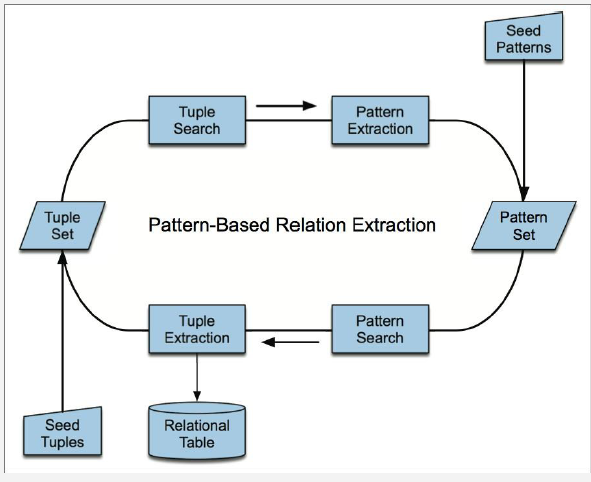 Seed
Patterns
Tuple
Search
Pattern
Extraction
Tuple
Set
Pattern-Based Relation Extraction
Pattern
Set
Tuple
Extraction
Pattern
Search
Seed
Tuples
Relational
Table